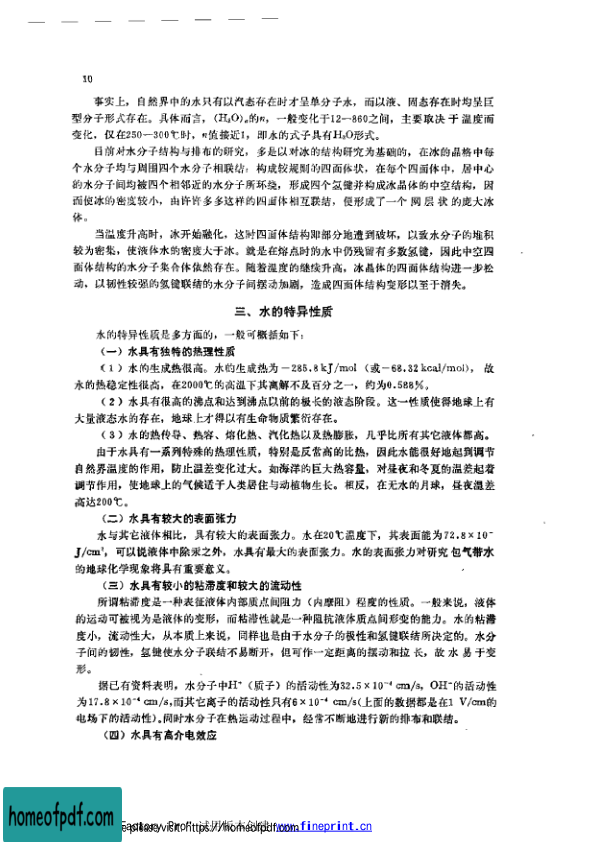 10
事实上，自然界中的水只有以汽态存在时才呈单分子水，而以液、固态存在时均呈巨
型分子形式存在。具体而言，(H₂O)ₙ的n，一般变化于12—860之间，主要取决于温度而
变化，仅在250—300℃时，n值接近1，即水的式子具有H₂O形式。
目前对水分子结构与排布的研究，多是以对冰的结构研究为基础的，在冰的晶格中每
个水分子均与周围四个水分子相联结，构成较规则的四面体状，在每个四面体中，居中心
的水分子间均被四个相邻近的水分子所环绕，形成四个氢键并构成冰晶体的中空结构，因
而使冰的密度较小，由许许多多这样的四面体相互联结，便形成了一个网层状的庞大冰
体。
当温度升高时，冰开始融化，这时四面体结构即部分地遭到破坏，以致水分子的堆积
较为密集，使液体水的密度大于冰。就是在熔点时的水中仍残留有多数氢键，因此中空四
面体结构的水分子集合体依然存在。随着温度的继续升高，冰晶体的四面体结构进一步松
动，以韧性较强的氢键联结的水分子间摆动加剧，造成四面体结构变形以至于消失。
三、水的特异性质
水的特异性质是多方面的，一般可概括如下：
（一）水具有独特的热理性质
（1）水的生成热很高。水的生成热为－285.8kJ/mol（或－68.32kcal/mol），故
水的热稳定性很高，在2000℃的高温下其离解不及百分之一，约为0.588%。
（2）水具有很高的沸点和达到沸点以前的极长的液态阶段。这一性质使得地球上有
大量液态水的存在，地球上才得以有生命物质繁衍存在。
（3）水的热传导、热容、熔化热、汽化热以及热膨胀，几乎比所有其它液体都高。
由于水具有一系列特殊的热理性质，特别是反常高的比热，因此水能很好地起到调节
自然界温度的作用，防止温差变化过大。如海洋的巨大热容量，对昼夜和冬夏的温差起着
调节作用，使地球上的气候适于人类居住与动植物生长。相反，在无水的月球，昼夜温差
高达200℃。
（二）水具有较大的表面张力
水与其它液体相比，具有较大的表面张力。水在20℃温度下，其表面能为72.8×10⁻
J/cm²，可以说液体中除汞之外，水具有最大的表面张力。水的表面张力对研究包气带水
的地球化学现象将具有重要意义。
（三）水具有较小的粘滞度和较大的流动性
所谓粘滞度是一种表征液体内部质点间阻力（内摩阻）程度的性质。一般来说，液体
的运动可被视为是液体的变形，而粘滞性就是一种阻抗液体质点间形变的能力。水的粘滞
度小，流动性大，从本质上来说，同样也是由于水分子的极性和氢键联结所决定的。水分
子间的韧性，氢键使水分子联结不易断开，但可作一定距离的摆动和拉长，故水易于变
形。
据已有资料表明，水分子中H⁺（质子）的活动性为32.5×10⁻⁴cm/s，OH⁻的活动性
为17.8×10⁻⁴cm/s，而其它离子的活动性只有6×10⁻⁴cm/s（上面的数据都是在1 V/cm的
电场下的活动性）。同时水分子在热运动过程中，经常不断地进行新的排布和联结。
（四）水具有高介电效应
homeofpdf.com
Factory Pro" 试用版本创建 www.fineprint.cn
please visit: https://homeofpdf.com